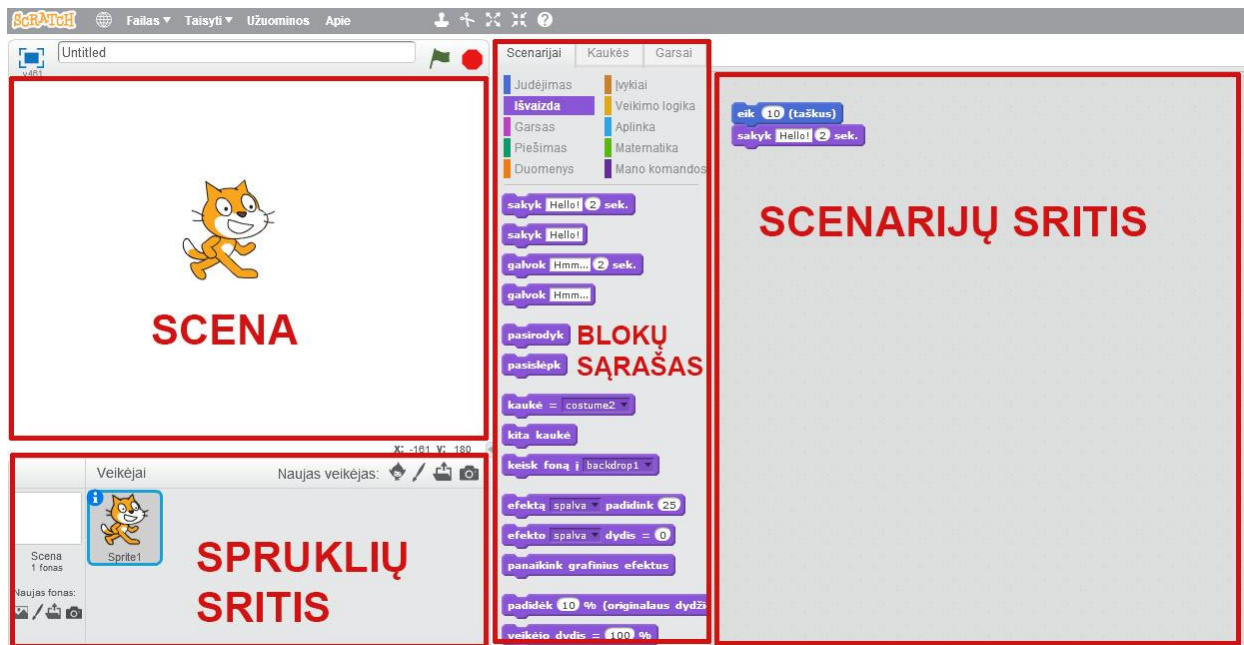 SCRATCH Failas Taisyti Užuominos Apie
Untitled
v461
SCENA
X: -161 Y: 180
Veikėjai Naujas veikėjas:
Scena
1 fonas
Naujas fonas:
Sprite1
SPRUKLIŲ
SRITIS
Scenarijai Kaukės Garsai
Judėjimas Įvykiai
Išvaizda Veikimo logika
Garsas Aplinka
Piešimas Matematika
Duomenys Mano komandos
sakyk Hello! 2 sek.
sakyk Hello!
galvok Hmm... 2 sek.
galvok Hmm...
pasirodyk
pasislėpk
BLOKŲ
SĄRAŠAS
kaukė = costume2
kita kaukė
keisk foną į backdrop1
efektą spalva padidink 25
efekto spalva dydis = 0
panaikink grafinius efektus
padidėk 10 % (originalaus dydži
veikėjo dydis = 100 %
eik 10 (taškus)
sakyk Hello! 2 sek.
SCENARIJŲ SRITIS